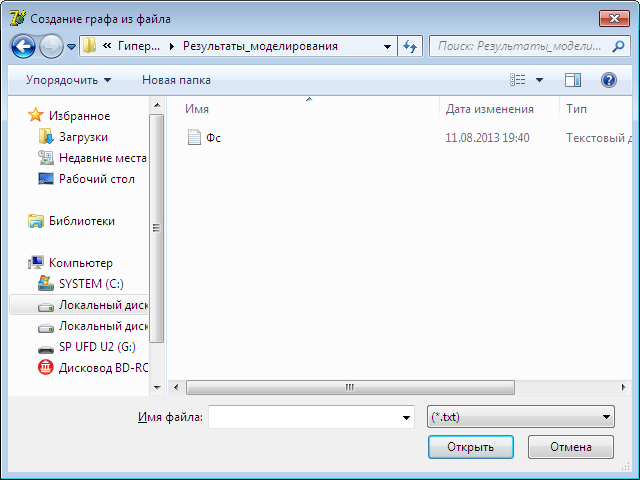 Создание графа из файла
« Гипер... Результаты_моделирования
Поиск: Результаты_модели...
Упорядочить
Новая папка
Имя Дата изменения Тип
Фс 11.08.2013 19:40 Текстовый д
Избранное
Загрузки
Недавние места
Рабочий стол
Библиотеки
Компьютер
SYSTEM (C:)
Локальный диск
Локальный диск
SP UFD U2 (G:)
Дисковод BD-RO
Имя файла:
(*.txt)
Открыть
Отмена